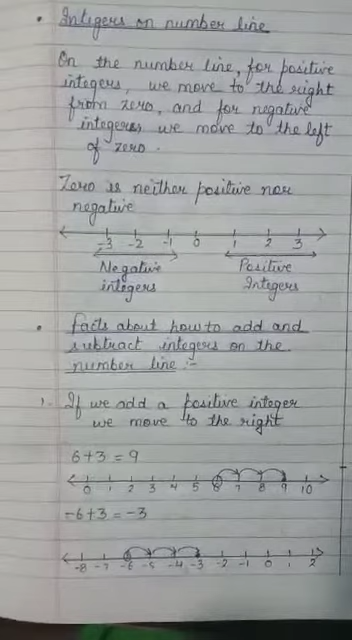 • Integers on number line
On the number line, for positive
integers, we move to the right
from zero, and for negative
integers we move to the left
of zero.
Zero is neither positive nor
negative
-3 -2 -1 0 1 2 3
Negative Positive
integers Integers
• facts about how to add and
subtract integers on the
number line :-
1. If we add a positive integer
we move to the right
6+3=9
0 1 2 3 4 5 6 7 8 9 10
-6+3=-3
-8 -7 -6 -5 -4 -3 -2 -1 0 1 2